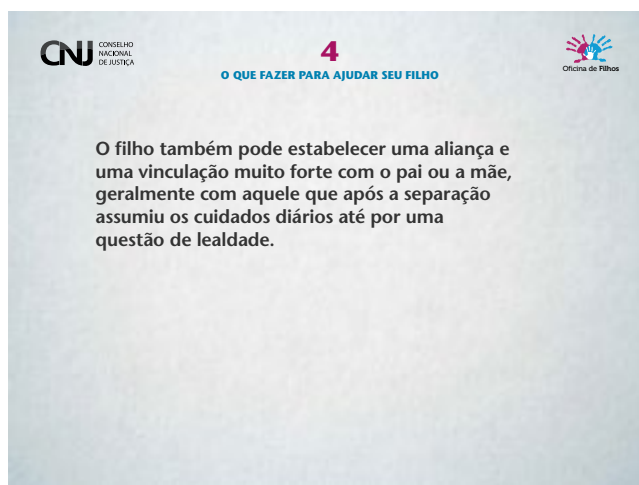 CNJ
CONSELHO
NACIONAL
DE JUSTIÇA
4
O QUE FAZER PARA AJUDAR SEU FILHO
Oficina de Filhos
O filho também pode estabelecer uma aliança e
uma vinculação muito forte com o pai ou a mãe,
geralmente com aquele que após a separação
assumiu os cuidados diários até por uma
questão de lealdade.